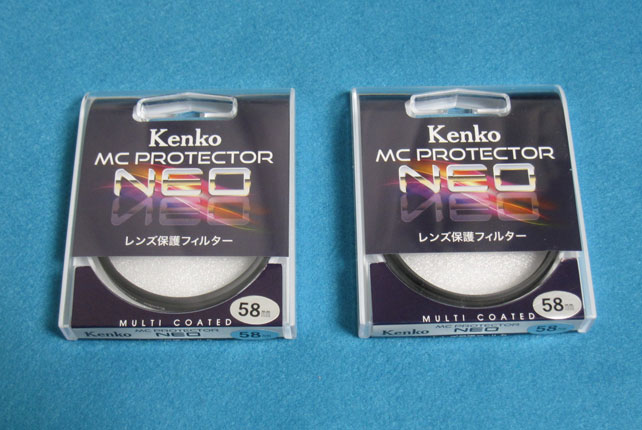 Kenko
MC PROTECTOR
NEO
レンズ保護フィルター
58mm
MULTI COATED
Kenko MC PROTECTOR NEO 58
Kenko
MC PROTECTOR
NEO
レンズ保護フィルター
58mm
MULTI COATED
Kenko MC PROTECTOR NEO 58